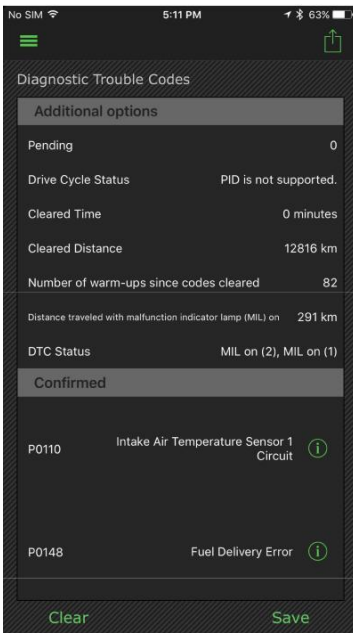 No SIM 5:11 PM 63%
Diagnostic Trouble Codes
Additional options
Pending 0
Drive Cycle Status PID is not supported.
Cleared Time 0 minutes
Cleared Distance 12816 km
Number of warm-ups since codes cleared 82
Distance traveled with malfunction indicator lamp (MIL) on 291 km
DTC Status MIL on (2), MIL on (1)
Confirmed
P0110 Intake Air Temperature Sensor 1
Circuit
P0148 Fuel Delivery Error
Clear Save